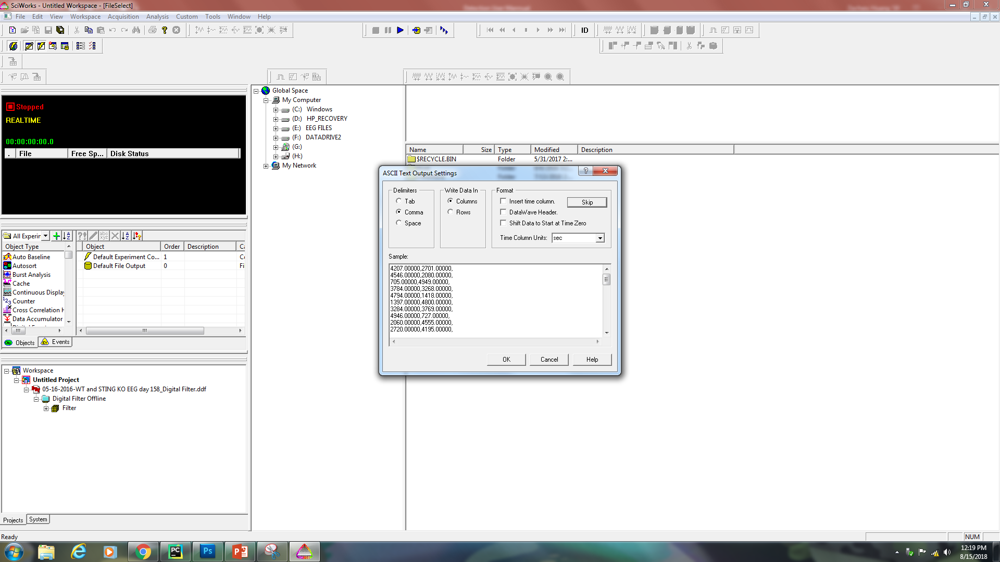 SciWorks - Untitled Workspace - [FileSelect]
File Edit View Workspace Acquisition Analysis Custom Tools Window Help
ID
Stopped
REALTIME
00:00:00:00.0
. File Free Sp... Disk Status
Global Space
My Computer
(C:) Windows
(D:) HP_RECOVERY
(E:) EEG FILES
(F:) DATADRIVE2
(G:)
(H:)
My Network
Name Size Type Modified Description
$RECYCLE.BIN Folder 5/31/2017 2:...
ASCII Text Output Settings
Delimiters
Tab
Comma
Space
Write Data In
Columns
Rows
Format
Insert time column.
Skip
DataWave Header.
Shift Data to Start at Time Zero
Time Column Units: sec
Sample:
4207.00000,2701.00000,
4546.00000,2080.00000,
705.00000,4949.00000,
3784.00000,3268.00000,
4794.00000,1418.00000,
1397.00000,4800.00000,
3284.00000,3769.00000,
4946.00000,727.00000,
2060.00000,4555.00000,
2720.00000,4195.00000,
OK Cancel Help
All Experir
Object Type
Auto Baseline
Autosort
Burst Analysis
Cache
Continuous Display
Counter
Cross Correlation H
Data Accumulator
Object Order Description Ca
Default Experiment Co... 1 Co
Default File Output 0 Fi
Objects Events
Workspace
Untitled Project
05-16-2016-WT and STING KO EEG day 158_Digital Filter.ddf
Digital Filter Offline
Filter
Projects System
Ready
NUM
PC Ps P
12:19 PM
8/15/2018